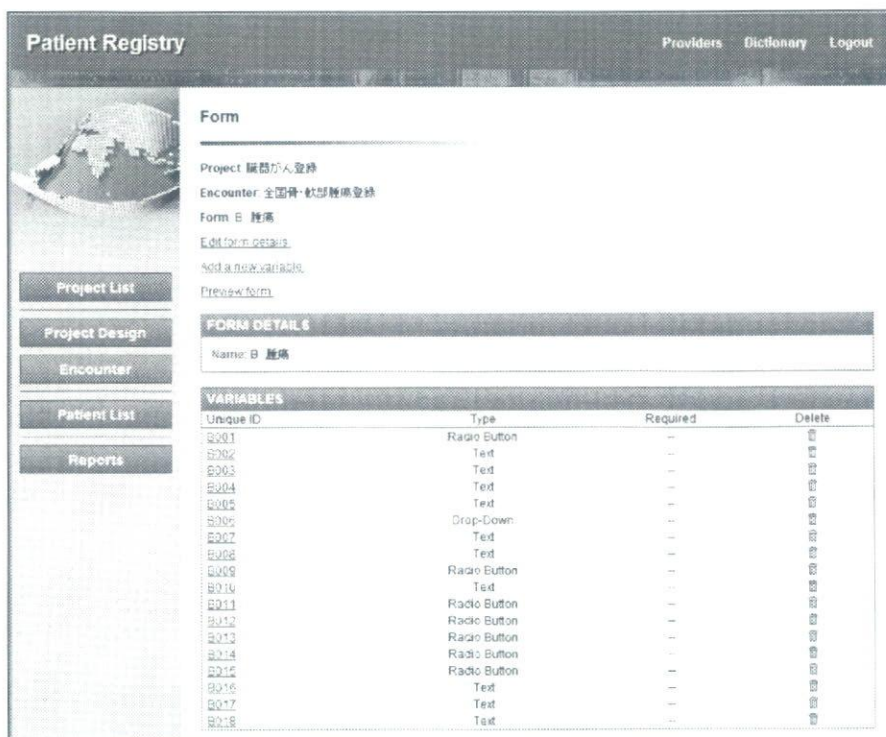 Patient Registry
Providers Dictionary Logout
Form
Project 臓器がん登録
Encounter 全国骨・軟部腫瘍登録
Form B 腫瘍
Edit form details
Add a new variable
Preview form
Project List
Project Design
Encounter
Patient List
Reports
FORM DETAILS
Name: B 腫瘍
VARIABLES
Unique ID Type Required Delete
B001 Radio Button --
B002 Text --
B003 Text --
B004 Text --
B005 Text --
B006 Drop-Down --
B007 Text --
B008 Text --
B009 Radio Button --
B010 Text --
B011 Radio Button --
B012 Radio Button --
B013 Radio Button --
B014 Radio Button --
B015 Radio Button --
B016 Text --
B017 Text --
B018 Text --